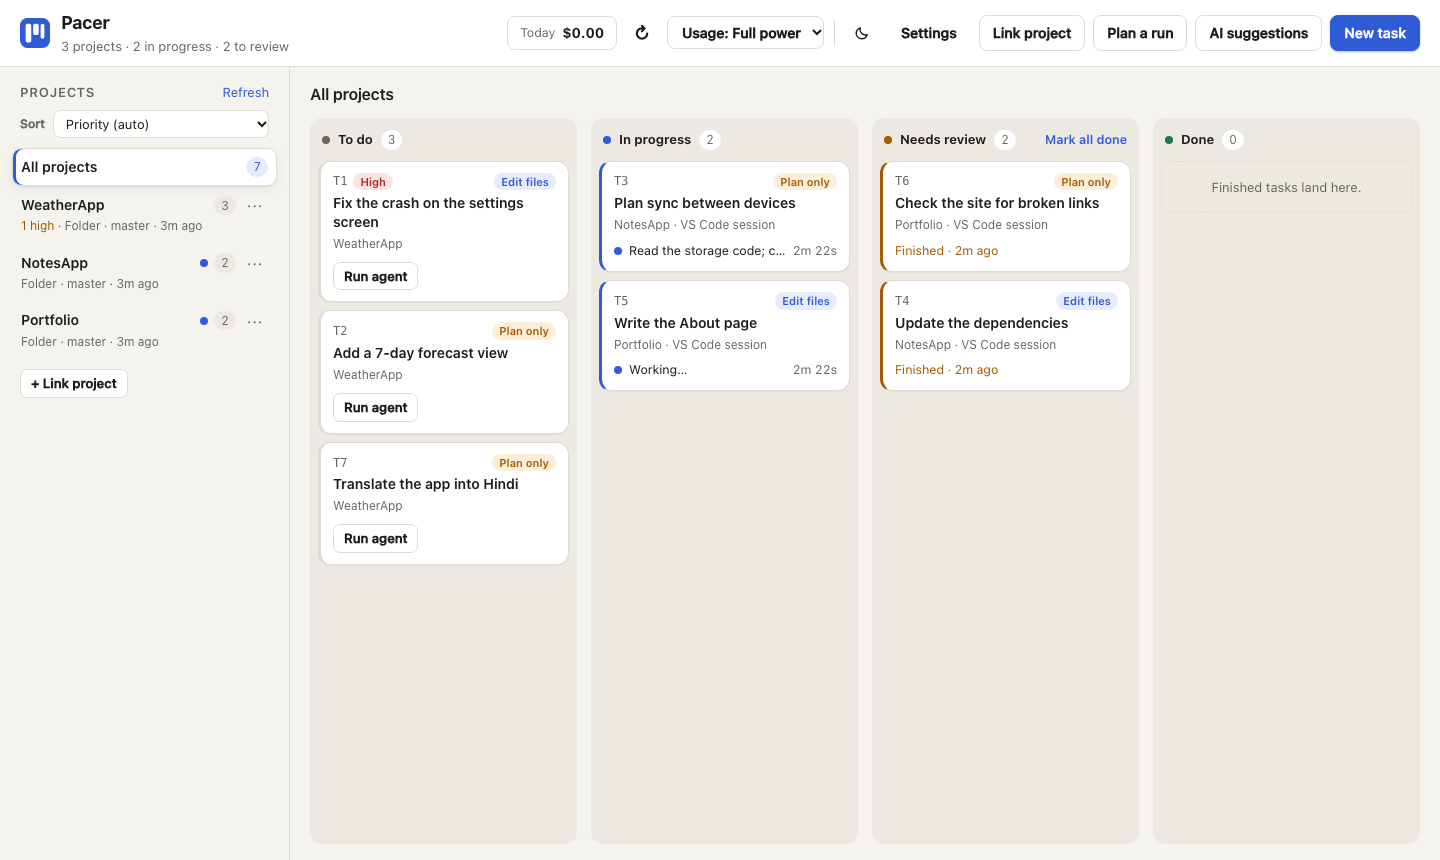 Pacer
3 projects · 2 in progress · 2 to review
Today $0.00
Usage: Full power
Settings
Link project
Plan a run
AI suggestions
New task
PROJECTS
Refresh
Sort
Priority (auto)
All projects
7
WeatherApp
3
1 high · Folder · master · 3m ago
NotesApp
2
Folder · master · 3m ago
Portfolio
2
Folder · master · 3m ago
+ Link project
All projects
To do
3
T1 High
Edit files
Fix the crash on the settings
screen
WeatherApp
Run agent
T2
Plan only
Add a 7-day forecast view
WeatherApp
Run agent
T7
Plan only
Translate the app into Hindi
WeatherApp
Run agent
In progress
2
T3
Plan only
Plan sync between devices
NotesApp · VS Code session
Read the storage code; c...
2m 22s
T5
Edit files
Write the About page
Portfolio · VS Code session
Working...
2m 22s
Needs review
2
Mark all done
T6
Plan only
Check the site for broken links
Portfolio · VS Code session
Finished · 2m ago
T4
Edit files
Update the dependencies
NotesApp · VS Code session
Finished · 2m ago
Done
0
Finished tasks land here.